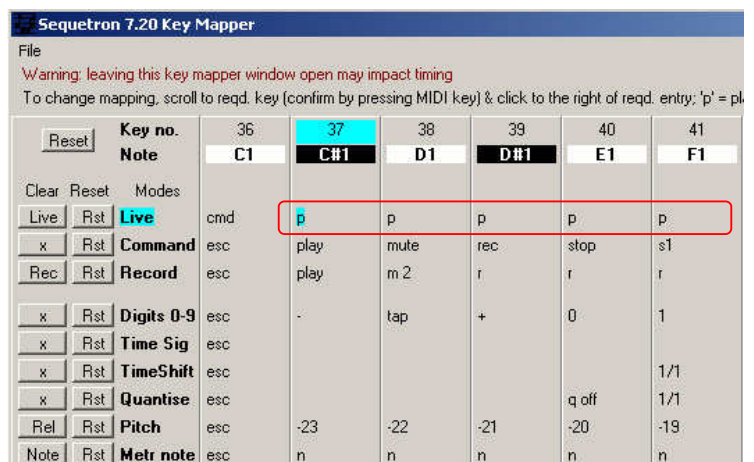 Sequetron 7.20 Key Mapper
File
Warning: leaving this key mapper window open may impact timing
To change mapping, scroll to reqd. key (confirm by pressing MIDI key) & click to the right of reqd. entry; 'p' = pl
Reset Key no. 36 37 38 39 40 41
Note C1 C#1 D1 D#1 E1 F1
Clear Reset Modes
Live Rst Live cmd p p p p p
x Rst Command esc play mute rec stop s1
Rec Rst Record esc play m 2 r r r
x Rst Digits 0-9 esc - tap + 0 1
x Rst Time Sig esc
x Rst TimeShift esc 1/1
x Rst Quantise esc q off 1/1
Rel Rst Pitch esc -23 -22 -21 -20 -19
Note Rst Metr note esc n n n n n